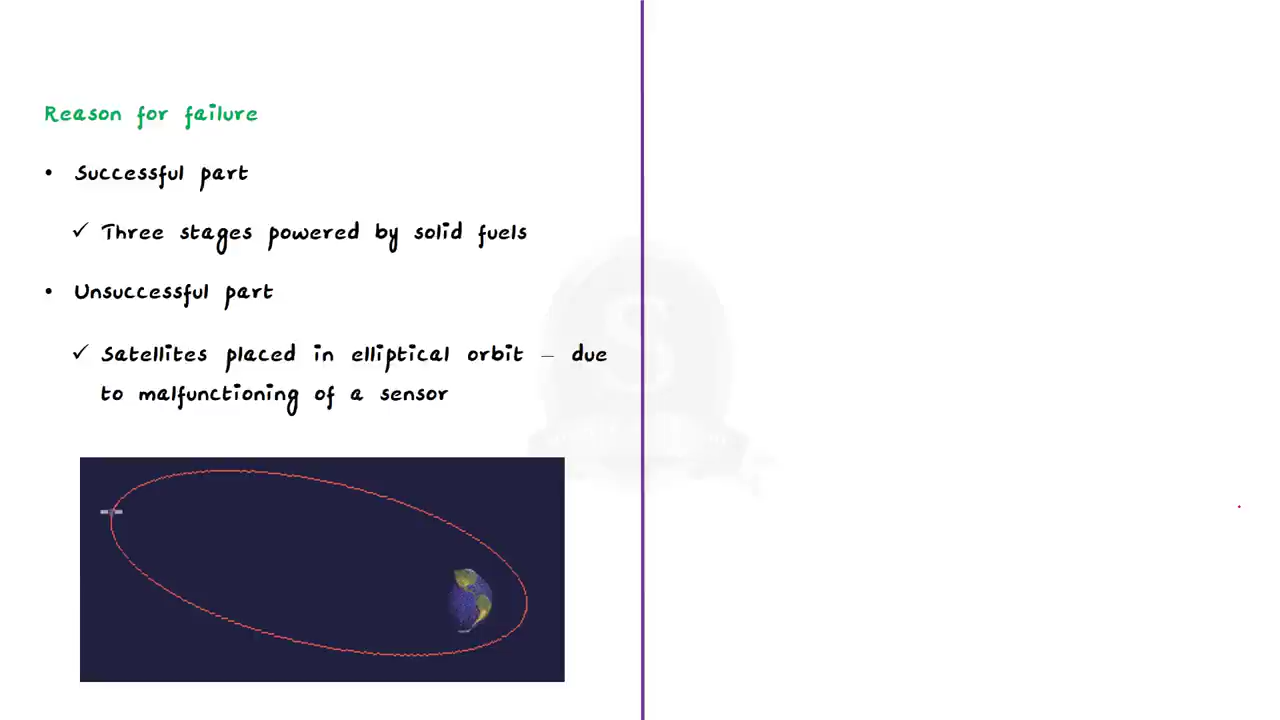 Reason for failure
• Successful part
✓ Three stages powered by solid fuels
• Unsuccessful part
✓ Satellites placed in elliptical orbit – due
to malfunctioning of a sensor